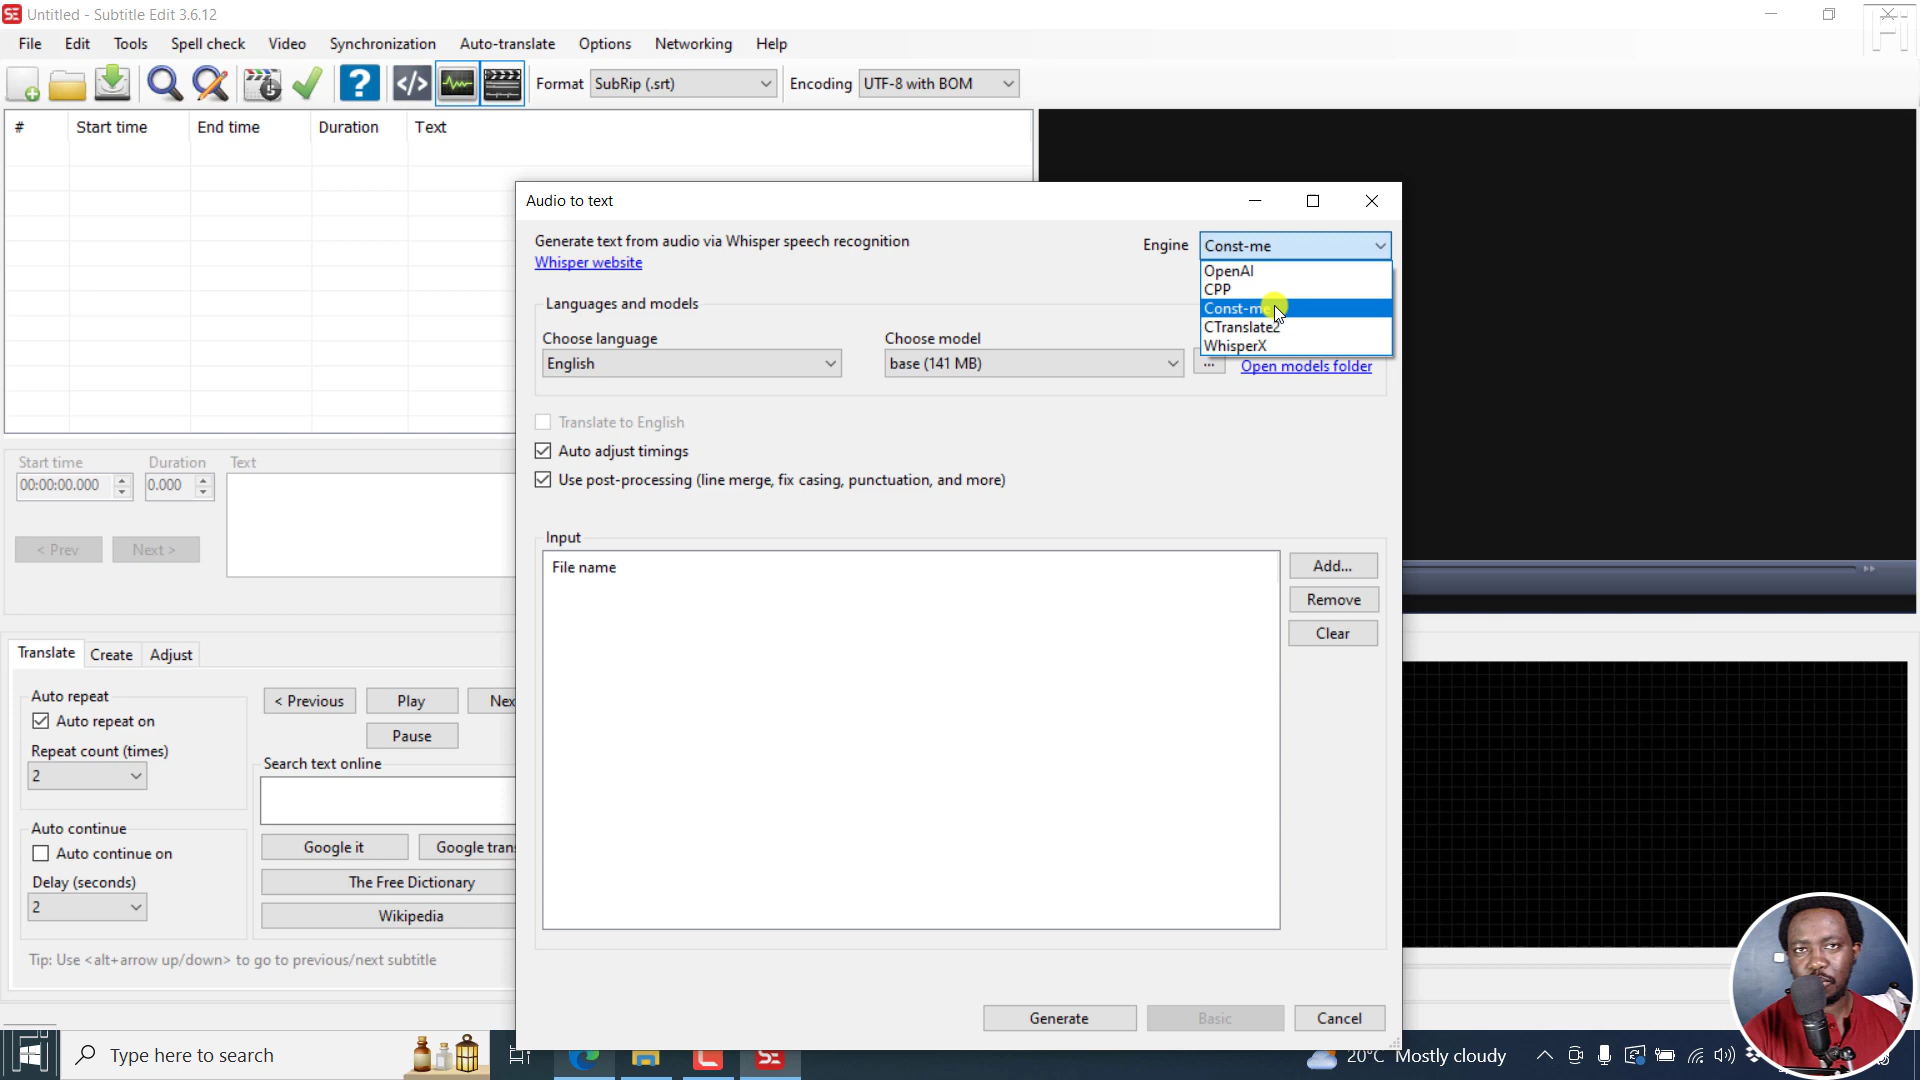 SE Untitled - Subtitle Edit 3.6.12
File Edit Tools Spell check Video Synchronization Auto-translate Options Networking Help
Format SubRip (.srt) Encoding UTF-8 with BOM
# Start time End time Duration Text
Audio to text
Generate text from audio via Whisper speech recognition
Engine Const-me
Whisper website
OpenAI
CPP
Const-me
CTranslate2
WhisperX
Languages and models
Choose language Choose model
English base (141 MB) ... Open models folder
Translate to English
Auto adjust timings
Use post-processing (line merge, fix casing, punctuation, and more)
Start time Duration Text
00:00:00.000 0.000
< Prev Next >
Input
File name
Add...
Remove
Clear
Translate Create Adjust
Auto repeat
Auto repeat on
Repeat count (times)
2
< Previous Play Nex
Pause
Search text online
Auto continue
Auto continue on
Delay (seconds)
2
Google it Google tran
The Free Dictionary
Wikipedia
Tip: Use <alt+arrow up/down> to go to previous/next subtitle
Generate Basic Cancel
Type here to search
SE
20°C Mostly cloudy